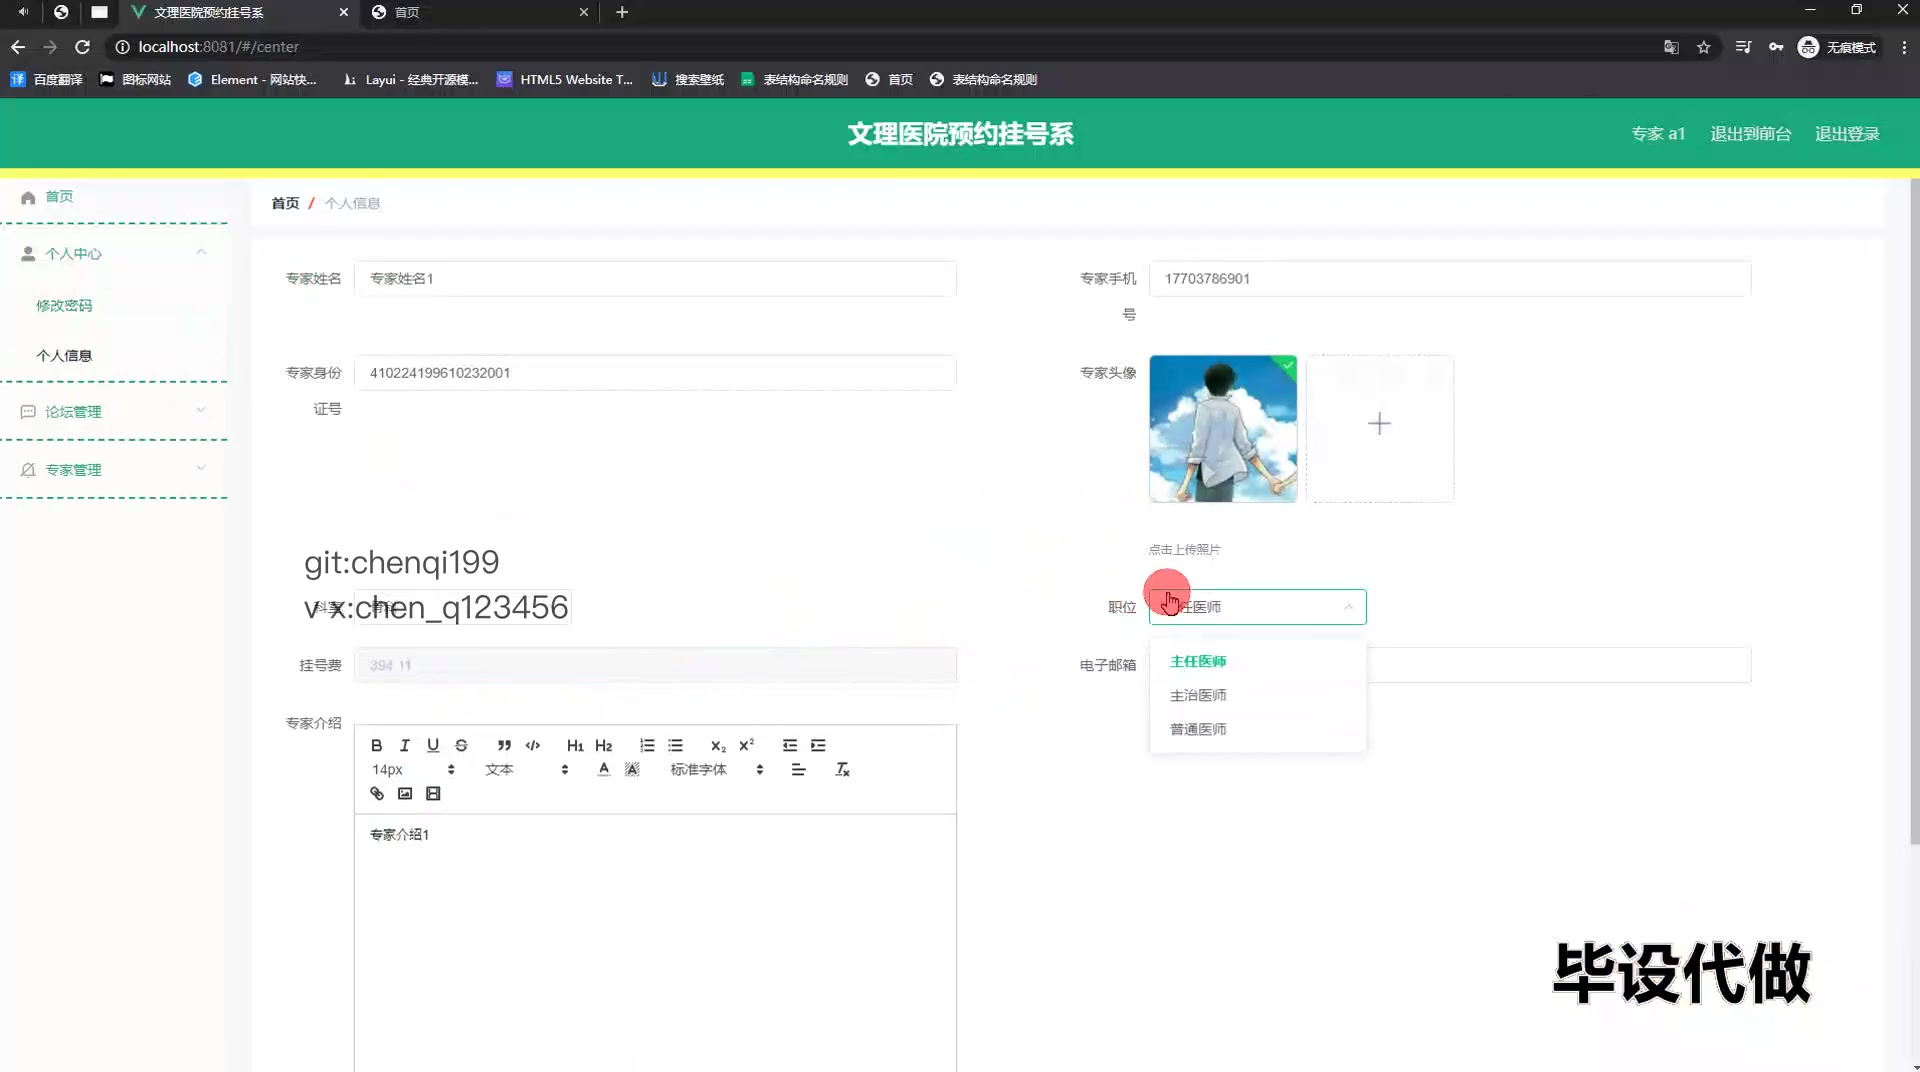 文理医院预约挂号系
首页
localhost:8081/#/center
无痕模式
百度翻译
图标网站
Element - 网站快...
Layui - 经典开源模...
HTML5 Website T...
搜索壁纸
表结构命名规则
首页
表结构命名规则
文理医院预约挂号系
专家 a1
退出到前台
退出登录
首页
个人中心
修改密码
个人信息
论坛管理
专家管理
首页 / 个人信息
专家姓名
专家姓名1
专家手机
号
17703786901
专家身份
证号
410224199610232001
专家头像
点击上传照片
git:chenqi199
vx:chen_q123456
科室
职位
任医师
主任医师
主治医师
普通医师
挂号费
394 11
电子邮箱
专家介绍
B I U S ” </> H1 H2 X2 X2
14px
文本
标准字体
专家介绍1
毕设代做